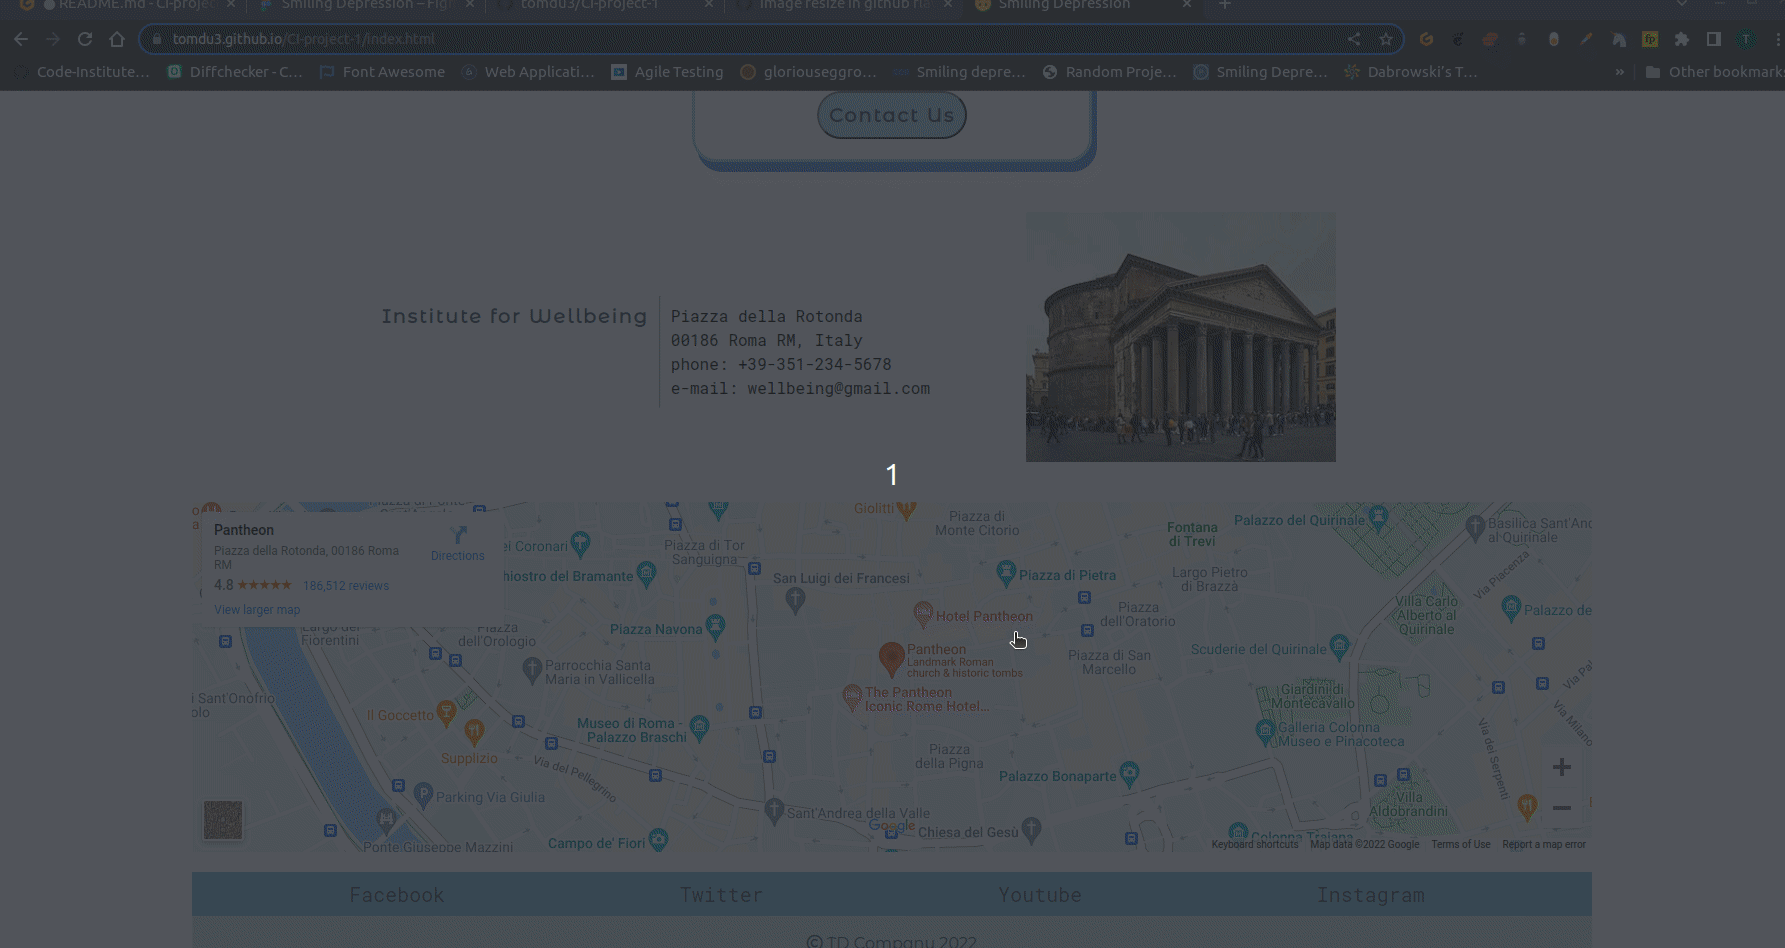 README.md - CI-projec
Smiling Depression – Figm
tomdu3/CI-project-1
image resize in github rea
Smiling Depression
tomdu3.github.io/CI-project-1/index.html
Code-Institute...
Diffchecker - C...
Font Awesome
Web Applicati...
Agile Testing
gloriouseggro...
Smiling depre...
Random Proje...
Smiling Depre...
Dabrowski's T...
» Other bookmarks
Contact Us
Institute for Wellbeing
Piazza della Rotonda
00186 Roma RM, Italy
phone: +39-351-234-5678
e-mail: wellbeing@gmail.com
1
Pantheon
Piazza della Rotonda, 00186 Roma
RM
Directions
4.8 ★★★★★ 186,512 reviews
View larger map
Giolitti
Piazza di
Monte Citorio
Fontana
di Trevi
Palazzo del Quirinale
Basilica Sant'And
al Quirinale
ei Coronari
Piazza di Tor
Sanguigna
hiostro del Bramante
San Luigi dei Francesi
Piazza di Pietra
Largo Pietro
di Brazzà
Via Piacenza
Villa Carlo
Alberto al
Quirinale
Palazzo de
Largo dei
Fiorentini
Piazza
dell'Orologio
Piazza Navona
Hotel Pantheon
Piazza
dell'Oratorio
Pantheon
Landmark Roman
church & historic tombs
Piazza di San
Marcello
Scuderie del Quirinale
Parrocchia Santa
Maria in Vallicella
The Pantheon
Iconic Rome Hotel...
i Sant'Onofrio
olo
Il Goccetto
Museo di Roma -
Palazzo Braschi
Giardini di
Montecavallo
Galleria Colonna
Museo e Pinacoteca
Via Milano
Via dei Serpenti
Supplizio
Via del Pellegrino
Piazza
della Pigna
Palazzo Bonaparte
Parking Via Giulia
Sant'Andrea della Valle
Google
Chiesa del Gesù
Villa
Aldobrandini
Ponte Giuseppe Mazzini
Campo de' Fiori
Colonna Traiana
Keyboard shortcuts
Map data ©2022 Google
Terms of Use
Report a map error
Facebook
Twitter
Youtube
Instagram
© TD Company 2022